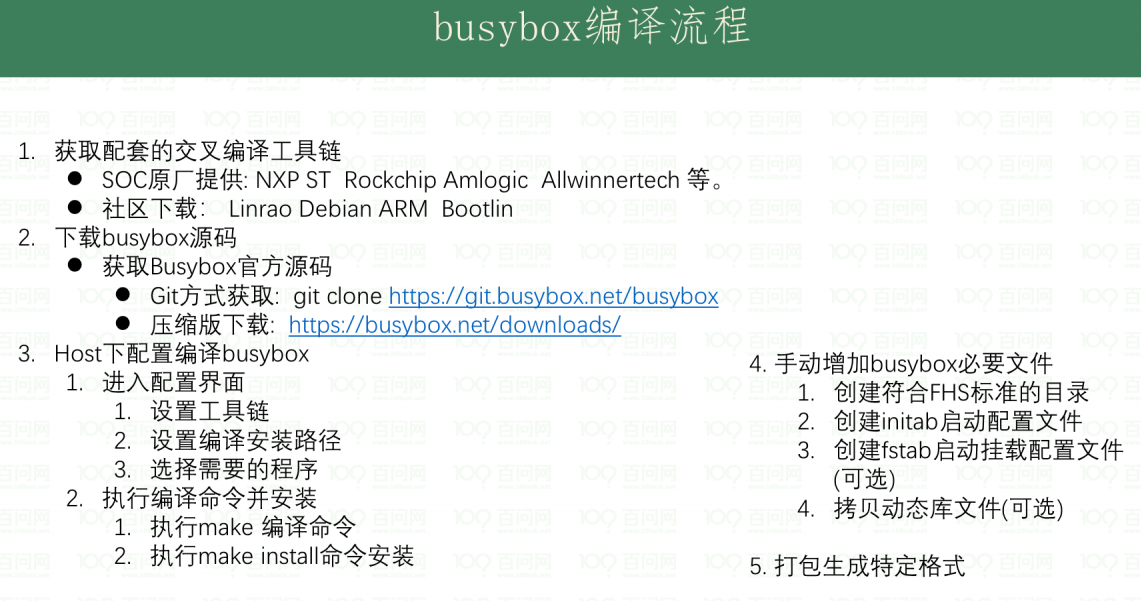 busybox编译流程
1. 获取配套的交叉编译工具链
● SOC原厂提供: NXP ST Rockchip Amlogic Allwinnertech 等。
● 社区下载： Linrao Debian ARM Bootlin
2. 下载busybox源码
● 获取Busybox官方源码
● Git方式获取: git clone https://git.busybox.net/busybox
● 压缩版下载: https://busybox.net/downloads/
3. Host下配置编译busybox
1. 进入配置界面
1. 设置工具链
2. 设置编译安装路径
3. 选择需要的程序
2. 执行编译命令并安装
1. 执行make 编译命令
2. 执行make install命令安装
4. 手动增加busybox必要文件
1. 创建符合FHS标准的目录
2. 创建initab启动配置文件
3. 创建fstab启动挂载配置文件
(可选)
4. 拷贝动态库文件(可选)
5. 打包生成特定格式